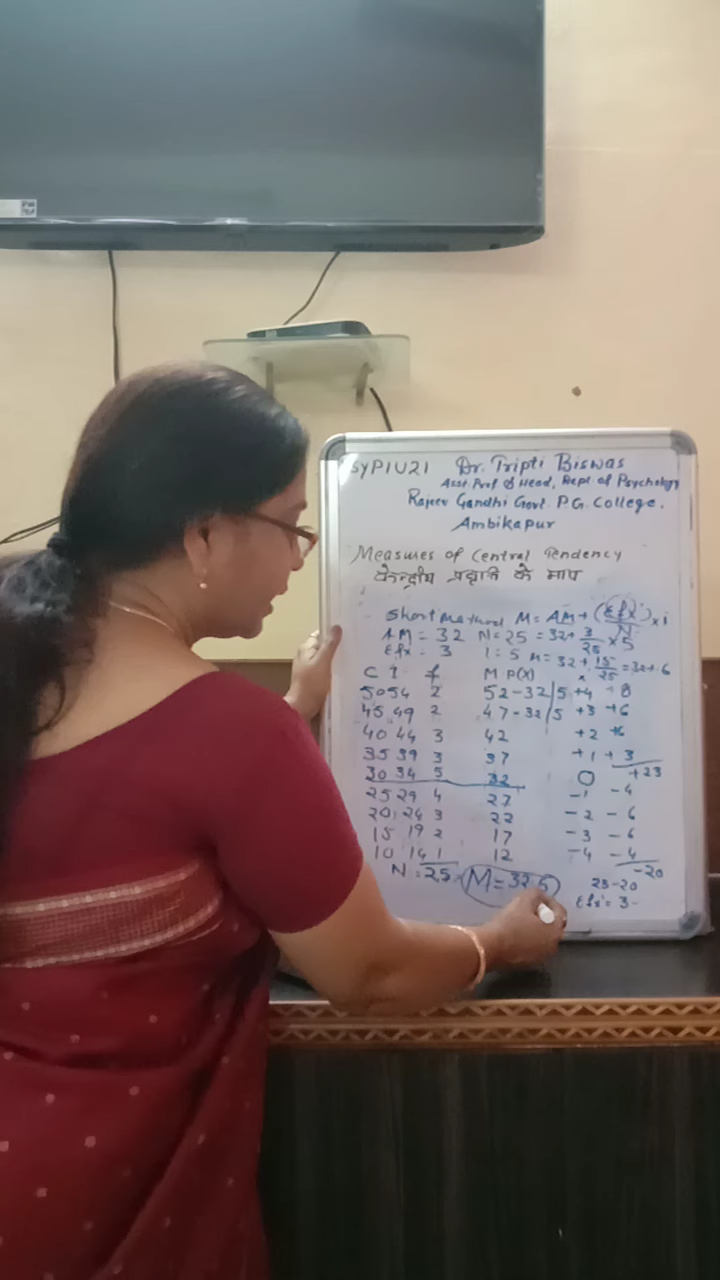 SYP1U21 Dr. Tripti Biswas
Asst. Prof & Head, Dept. of Psychology
Rajeev Gandhi Govt. P.G. College.
Ambikapur
Measures of Central Tendency
केन्द्रीय प्रवृत्ति के माप
Short Method M = AM + (Σfx'/N) x i
AM = 32 N = 25 = 32 + 3/25 x 5
Σfx = 3 i = 5 M = 32 + 15/25 = 32 + .6
C I f M P(X) x
50 54 2 52 - 32/5 +4 + 8
45 49 2 47 - 32/5 +3 +6
40 44 3 42 +2 +6
35 39 3 37 +1 + 3
30 34 5 32 0 +23
25 29 4 27 -1 - 4
20 24 3 22 - 2 - 6
15 19 2 17 - 3 - 6
10 14 1 12 - 4 - 4
-20
N = 25 M = 32.5
23 - 20
Σfx' = 3